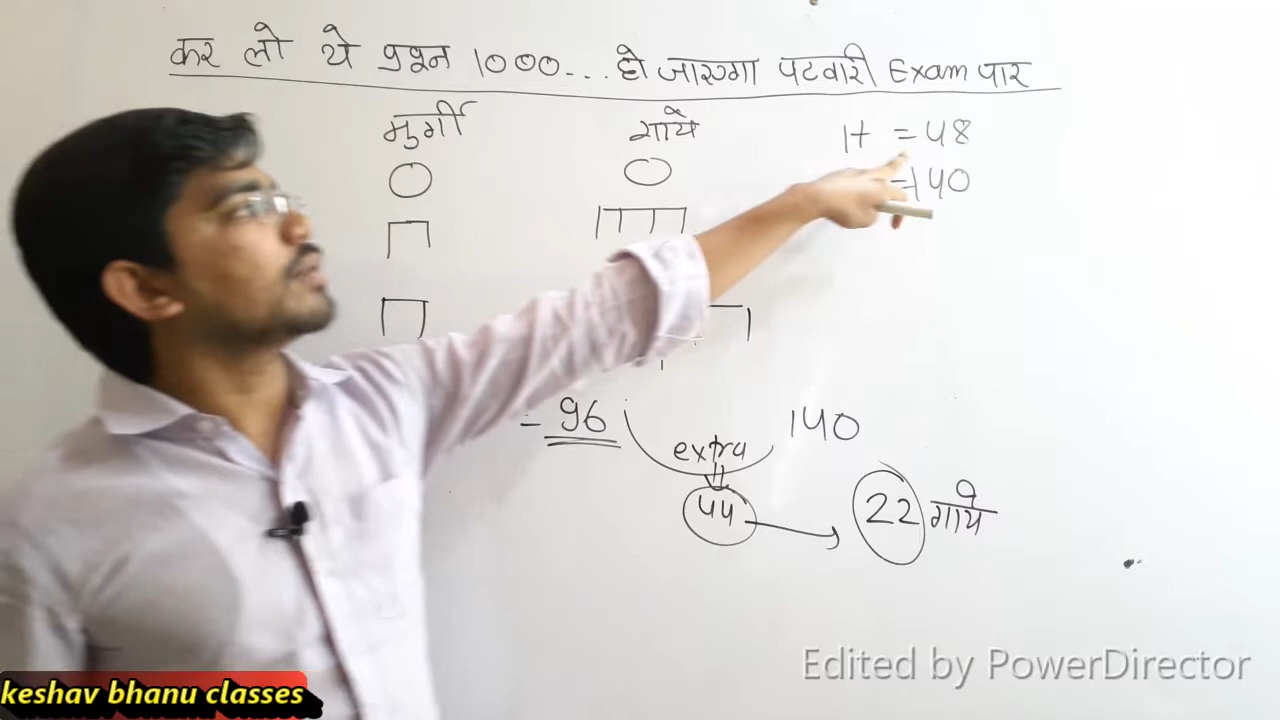 कर लो ये प्रश्न 1000... हो जाएगा पटवारी Exam पार
मुर्गी गाये H = 48
= 140
= 96 140
extra
44 22 गाये
Edited by PowerDirector
keshav bhanu classes